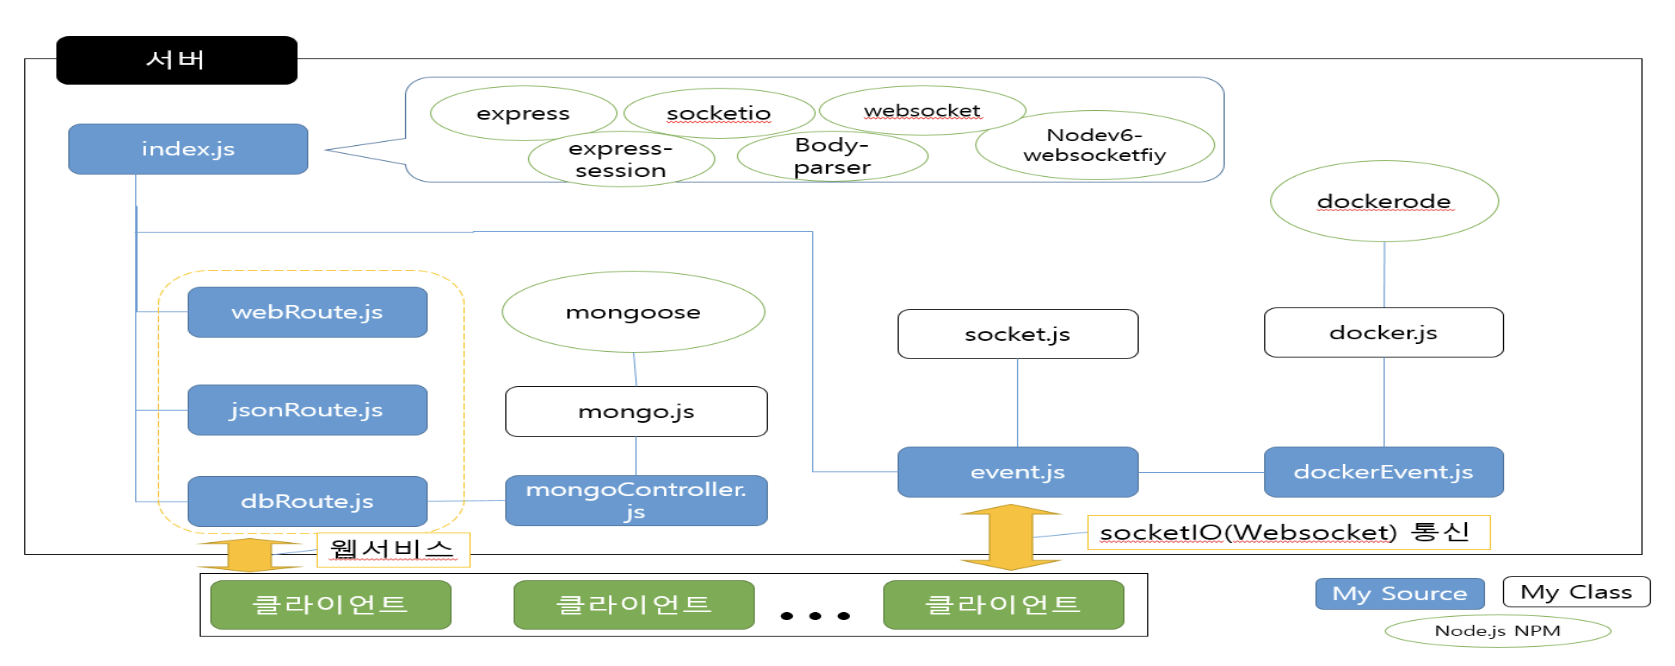 서버
index.js
express
socketio
websocket
Nodev6-
websocketfiy
express-
session
Body-
parser
dockerode
webRoute.js
mongoose
socket.js
docker.js
jsonRoute.js
mongo.js
dbRoute.js
mongoController.
js
event.js
dockerEvent.js
웹서비스
socketIO(Websocket) 통신
클라이언트
클라이언트
● ● ●
클라이언트
My Source
My Class
Node.js NPM